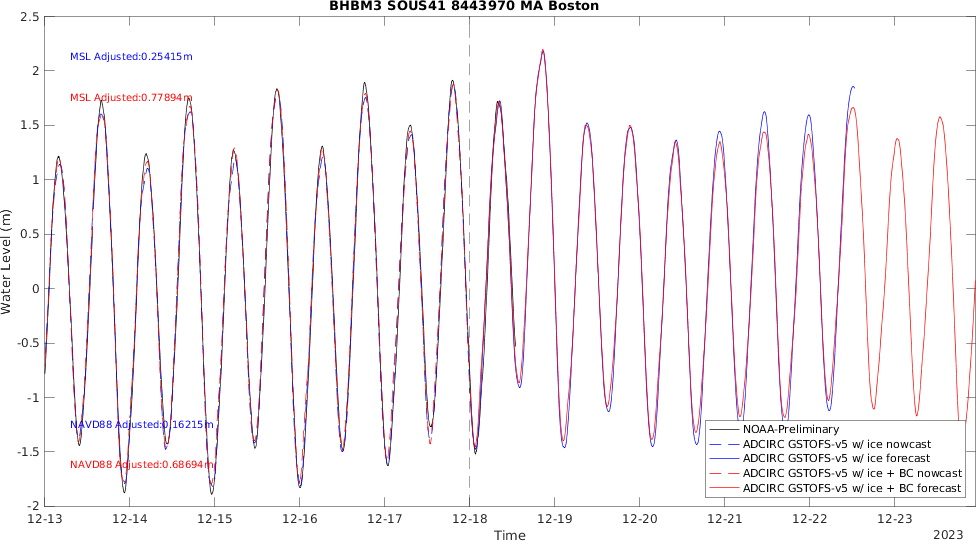 BHBM3 SOUS41 8443970 MA Boston
2.5
2
1.5
1
0.5
0
-0.5
-1
-1.5
-2
Water Level (m)
MSL Adjusted:0.25415m
MSL Adjusted:0.77894m
NAVD88 Adjusted:0.16215m
NAVD88 Adjusted:0.68694m
NOAA-Preliminary
ADCIRC GSTOFS-v5 w/ ice nowcast
ADCIRC GSTOFS-v5 w/ ice forecast
ADCIRC GSTOFS-v5 w/ ice + BC nowcast
ADCIRC GSTOFS-v5 w/ ice + BC forecast
12-13 12-14 12-15 12-16 12-17 12-18 12-19 12-20 12-21 12-22 12-23
Time
2023